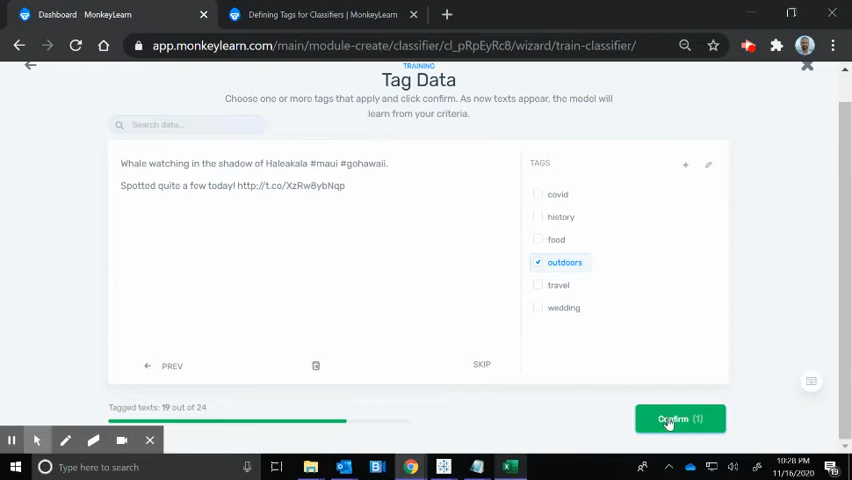 Dashboard - MonkeyLearn
Defining Tags for Classifiers | MonkeyLearn
app.monkeylearn.com/main/module-create/classifier/cl_pRpEyRc8/wizard/train-classifier/
TRAINING
Tag Data
Choose one or more tags that apply and click confirm. As new texts appear, the model will
learn from your criteria.
Search data...
Whale watching in the shadow of Haleakala #maui #gohawaii.
Spotted quite a few today! http://t.co/XzRw8ybNqp
TAGS
covid
history
food
outdoors
travel
wedding
PREV
SKIP
Tagged texts: 19 out of 24
Confirm (1)
Type here to search
10:28 PM
11/16/2020
19